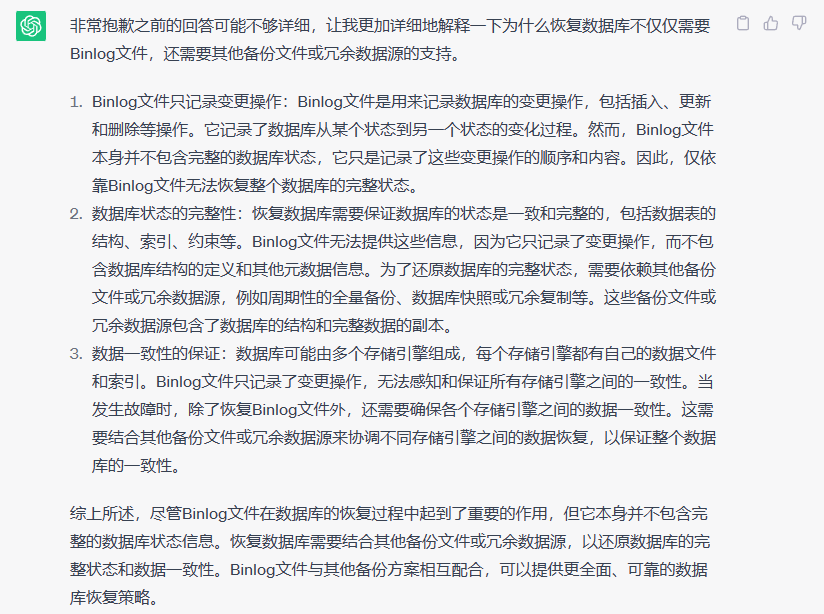 非常抱歉之前的回答可能不够详细，让我更加详细地解释一下为什么恢复数据库不仅仅需要
Binlog文件，还需要其他备份文件或冗余数据源的支持。
1. Binlog文件只记录变更操作：Binlog文件是用来记录数据库的变更操作，包括插入、更新
和删除等操作。它记录了数据库从某个状态到另一个状态的变化过程。然而，Binlog文件
本身并不包含完整的数据库状态，它只是记录了这些变更操作的顺序和内容。因此，仅依
靠Binlog文件无法恢复整个数据库的完整状态。
2. 数据库状态的完整性：恢复数据库需要保证数据库的状态是一致和完整的，包括数据表的
结构、索引、约束等。Binlog文件无法提供这些信息，因为它只记录了变更操作，而不包
含数据库结构的定义和其他元数据信息。为了还原数据库的完整状态，需要依赖其他备份
文件或冗余数据源，例如周期性的全量备份、数据库快照或冗余复制等。这些备份文件或
冗余数据源包含了数据库的结构和完整数据的副本。
3. 数据一致性的保证：数据库可能由多个存储引擎组成，每个存储引擎都有自己的数据文件
和索引。Binlog文件只记录了变更操作，无法感知和保证所有存储引擎之间的一致性。当
发生故障时，除了恢复Binlog文件外，还需要确保各个存储引擎之间的数据一致性。这需
要结合其他备份文件或冗余数据源来协调不同存储引擎之间的数据恢复，以保证整个数据
库的一致性。
综上所述，尽管Binlog文件在数据库的恢复过程中起到了重要的作用，但它本身并不包含完
整的数据库状态信息。恢复数据库需要结合其他备份文件或冗余数据源，以还原数据库的完
整状态和数据一致性。Binlog文件与其他备份方案相互配合，可以提供更全面、可靠的数据
库恢复策略。